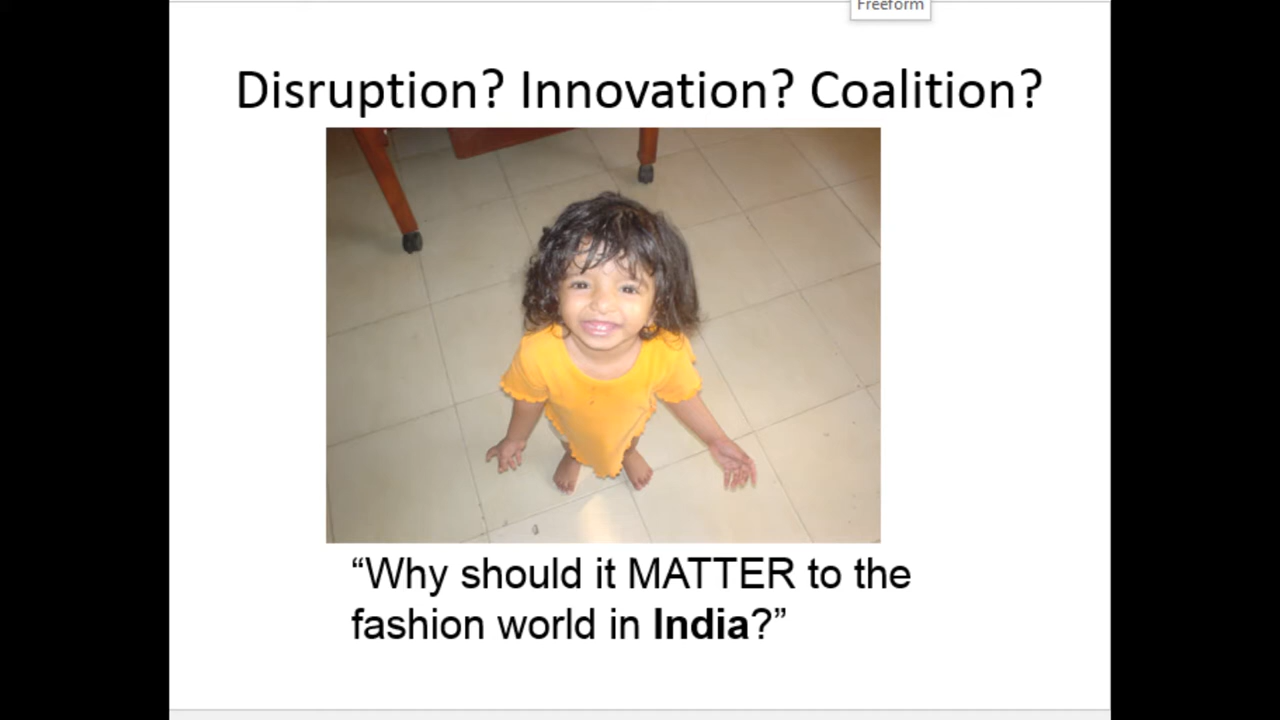 Freeform
Disruption? Innovation? Coalition?
“Why should it MATTER to the
fashion world in India?”